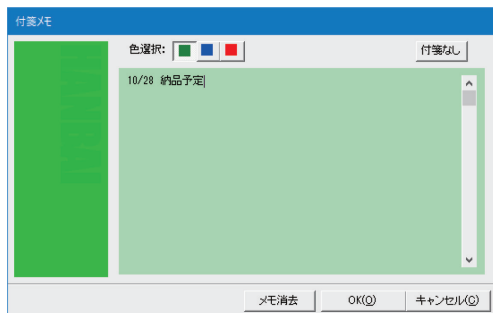 付箋メモ
色選択:
付箋なし
10/28 納品予定
HANBAI
メモ消去
OK(O)
キャンセル(C)